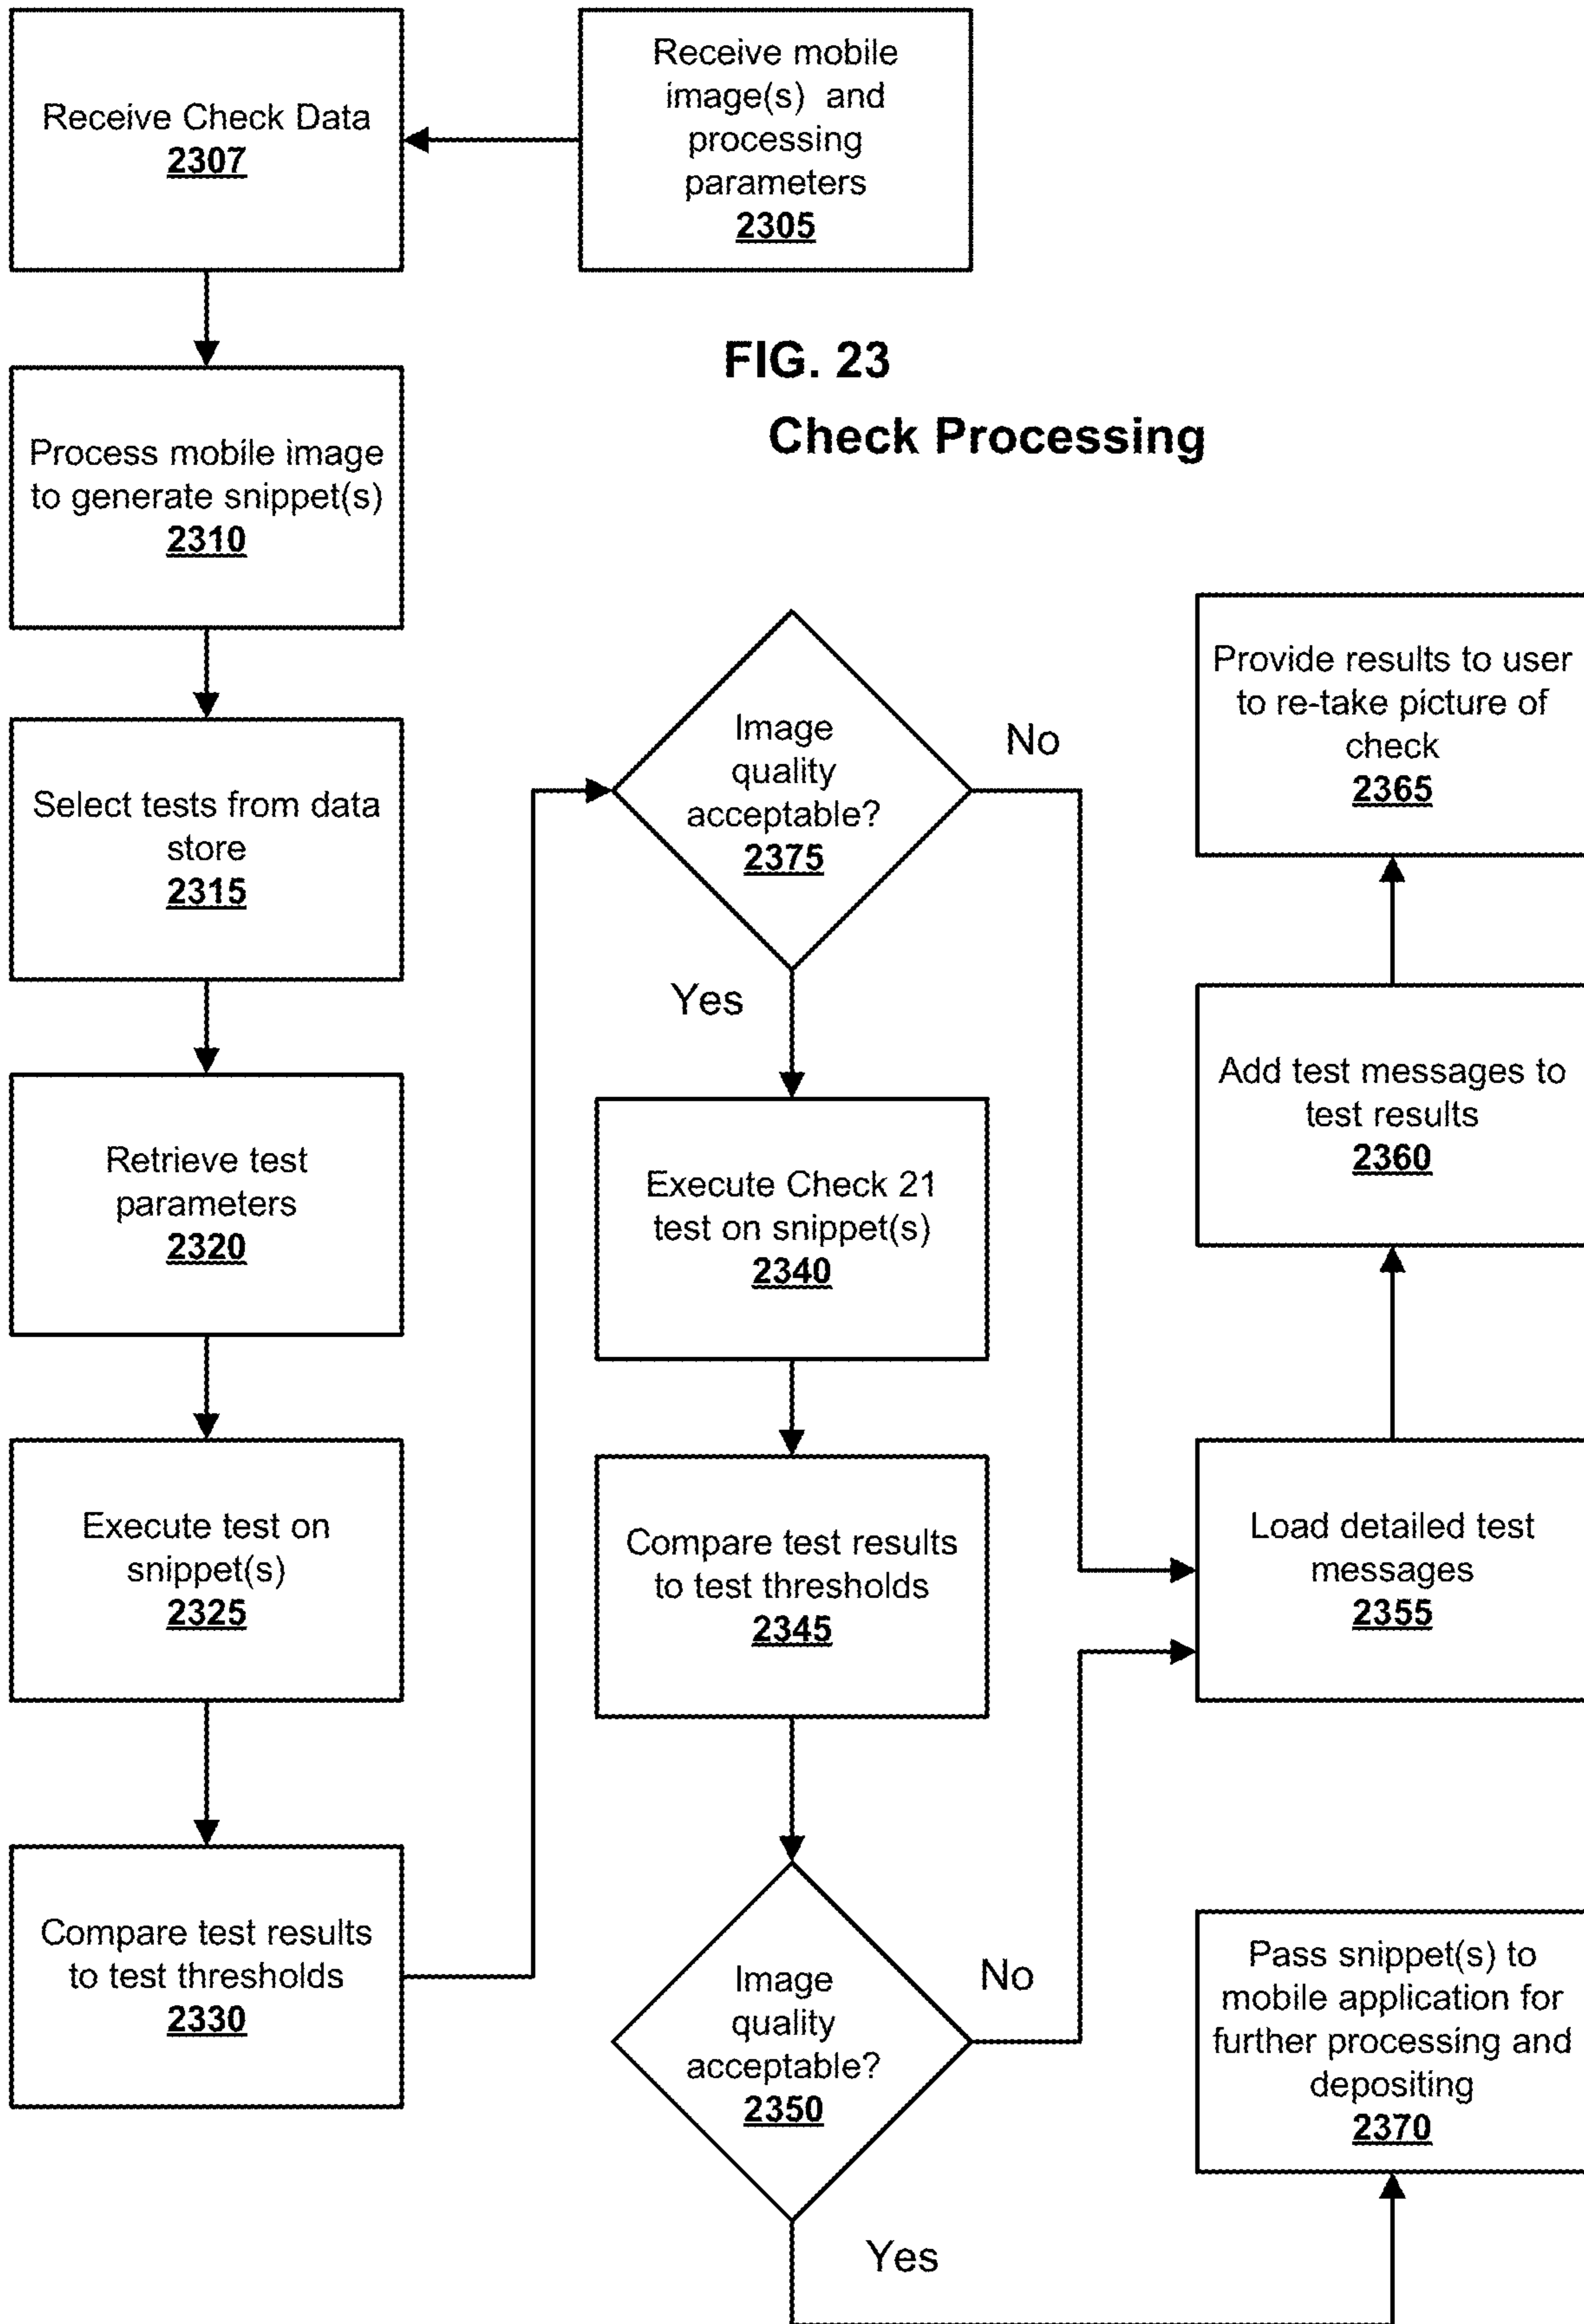 Receive Check Data
2307
Receive mobile
image(s) and
processing
parameters
2305
FIG. 23
Check Processing
Process mobile image
to generate snippet(s)
2310
Select tests from data
store
2315
Retrieve test
parameters
2320
Execute test on
snippet(s)
2325
Compare test results
to test thresholds
2330
Image
quality
acceptable?
2375
No
Yes
Execute Check 21
test on snippet(s)
2340
Compare test results
to test thresholds
2345
Image
quality
acceptable?
2350
No
Yes
Provide results to user
to re-take picture of
check
2365
Add test messages to
test results
2360
Load detailed test
messages
2355
Pass snippet(s) to
mobile application for
further processing and
depositing
2370